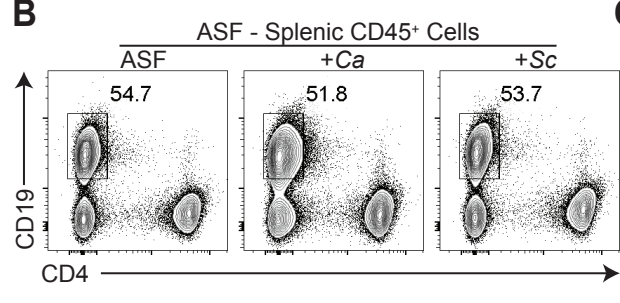 B
ASF - Splenic CD45⁺ Cells
ASF +Ca +Sc
54.7 51.8 53.7
CD19
CD4